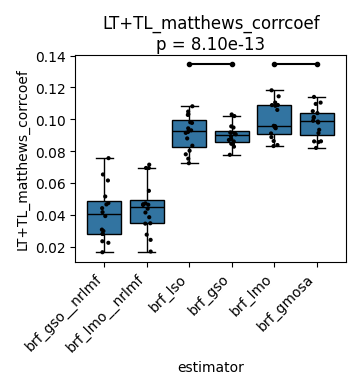 LT+TL_matthews_corrcoef
p = 8.10e-13
LT+TL_matthews_corrcoef
0.14
0.12
0.10
0.08
0.06
0.04
0.02
brf_gso__nrlmf
brf_lmo__nrlmf
brf_lso
brf_gso
brf_lmo
brf_gmosa
estimator